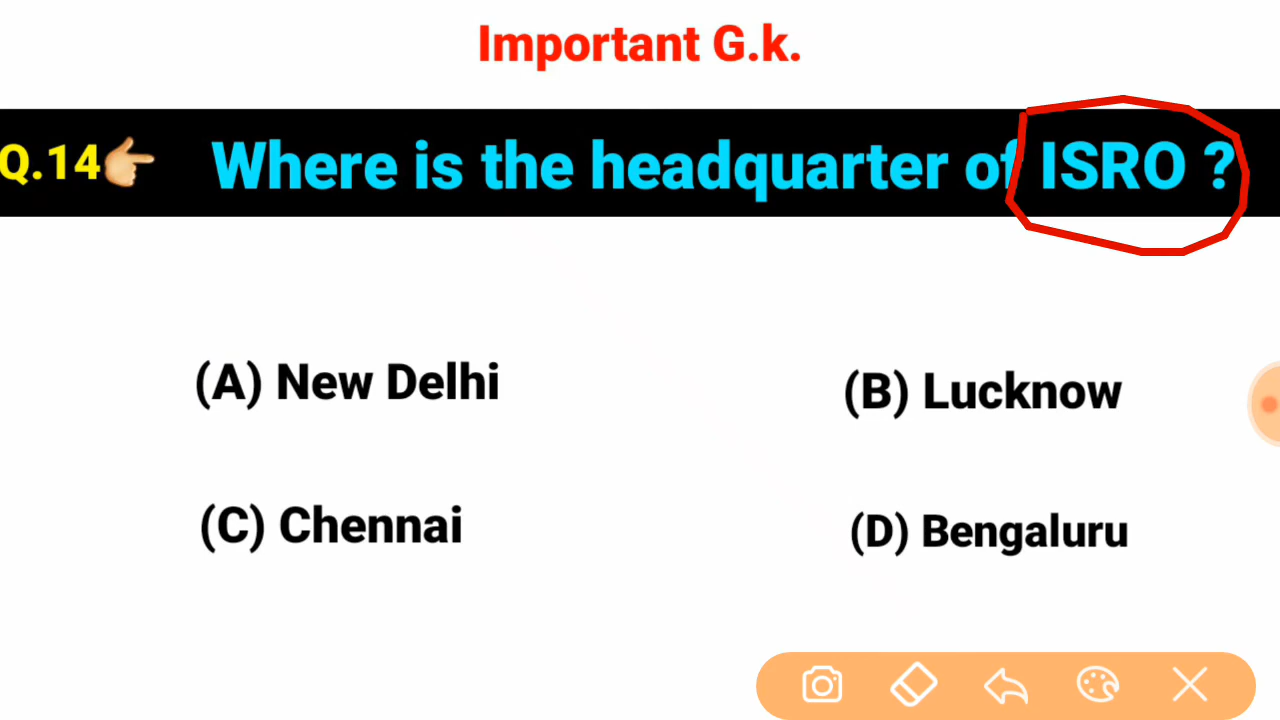 Important G.k.
Q.14👉 Where is the headquarter of ISRO ?
(A) New Delhi
(B) Lucknow
(C) Chennai
(D) Bengaluru